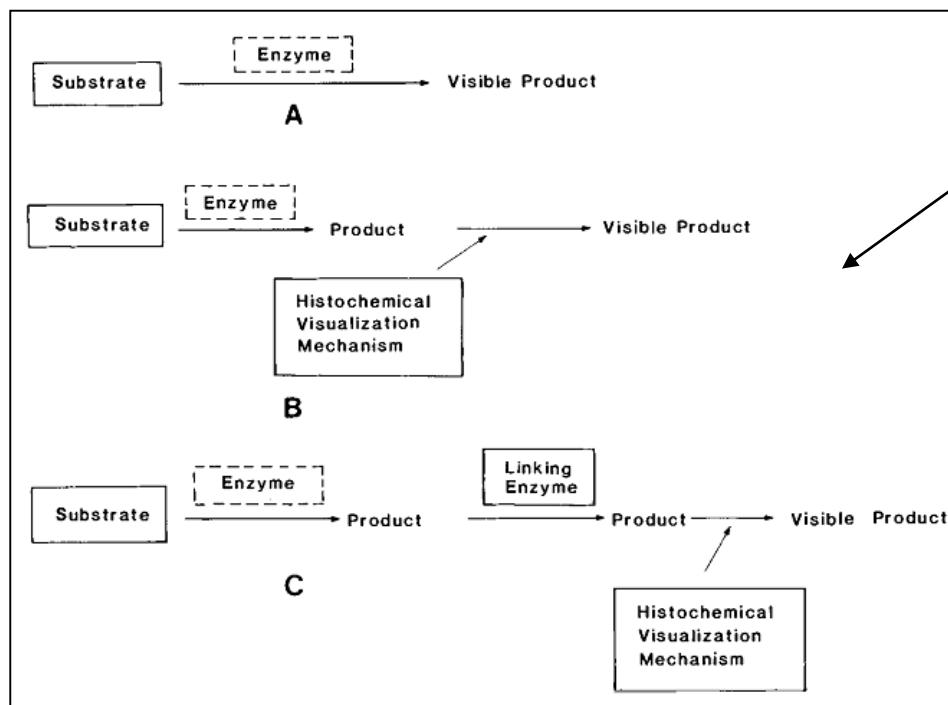 Enzyme
Substrate
Visible Product
A
Enzyme
Substrate
Product
Visible Product
Histochemical
Visualization
Mechanism
B
Linking
Enzyme
Enzyme
Substrate
Product
Product
Visible Product
C
Histochemical
Visualization
Mechanism